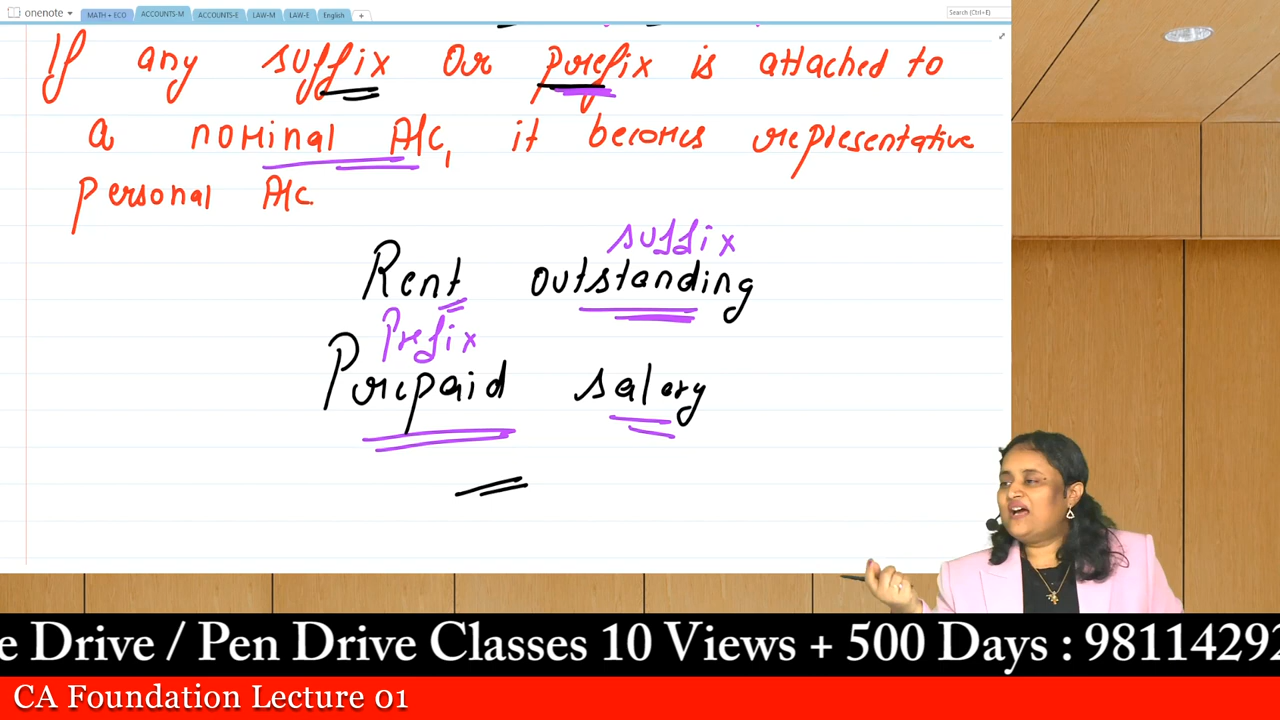 onenote
MATH + ECO ACCOUNTS-M ACCOUNTS-E LAW-M LAW-E English +
Search (Ctrl+E)
If any suffix Or prefix is attached to
a nominal A/c, it becomes representative
personal A/c
suffix
Rent outstanding
Prefix
Prepaid salary
e Drive / Pen Drive Classes 10 Views + 500 Days : 98114292
CA Foundation Lecture 01